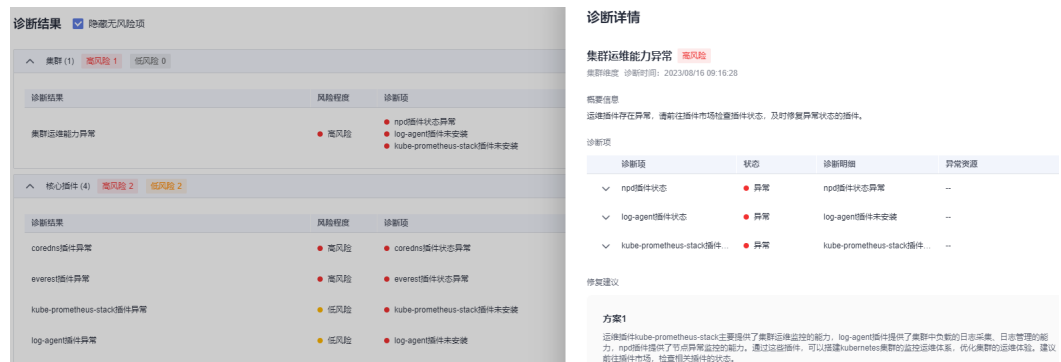 诊断结果 隐藏无风险项
集群 (1) 高风险 1 低风险 0
诊断结果 风险程度 诊断项
集群运维能力异常 高风险 npd插件状态异常
log-agent插件未安装
kube-prometheus-stack插件未安装
核心插件 (4) 高风险 2 低风险 2
诊断结果 风险程度 诊断项
coredns插件异常 高风险 coredns插件状态异常
everest插件异常 高风险 everest插件状态异常
kube-prometheus-stack插件异常 低风险 kube-prometheus-stack插件未安装
log-agent插件异常 低风险 log-agent插件未安装
诊断详情
集群运维能力异常 高风险
集群维度 诊断时间：2023/08/16 09:16:28
概要信息
运维插件存在异常，请前往插件市场检查插件状态，及时修复异常状态的插件。
诊断项
诊断项 状态 诊断明细 异常资源
npd插件状态 异常 npd插件状态异常 --
log-agent插件状态 异常 log-agent插件未安装 --
kube-prometheus-stack插件... 异常 kube-prometheus-stack插件... --
修复建议
方案1
运维插件kube-prometheus-stack主要提供了集群运维监控的能力，log-agent插件提供了集群中负载的日志采集、日志管理的能
力，npd插件提供了节点异常监控的能力。通过这些插件，可以搭建kubernetes集群的监控运维体系，优化集群的运维体验。建议
前往插件市场，检查相关插件的状态。